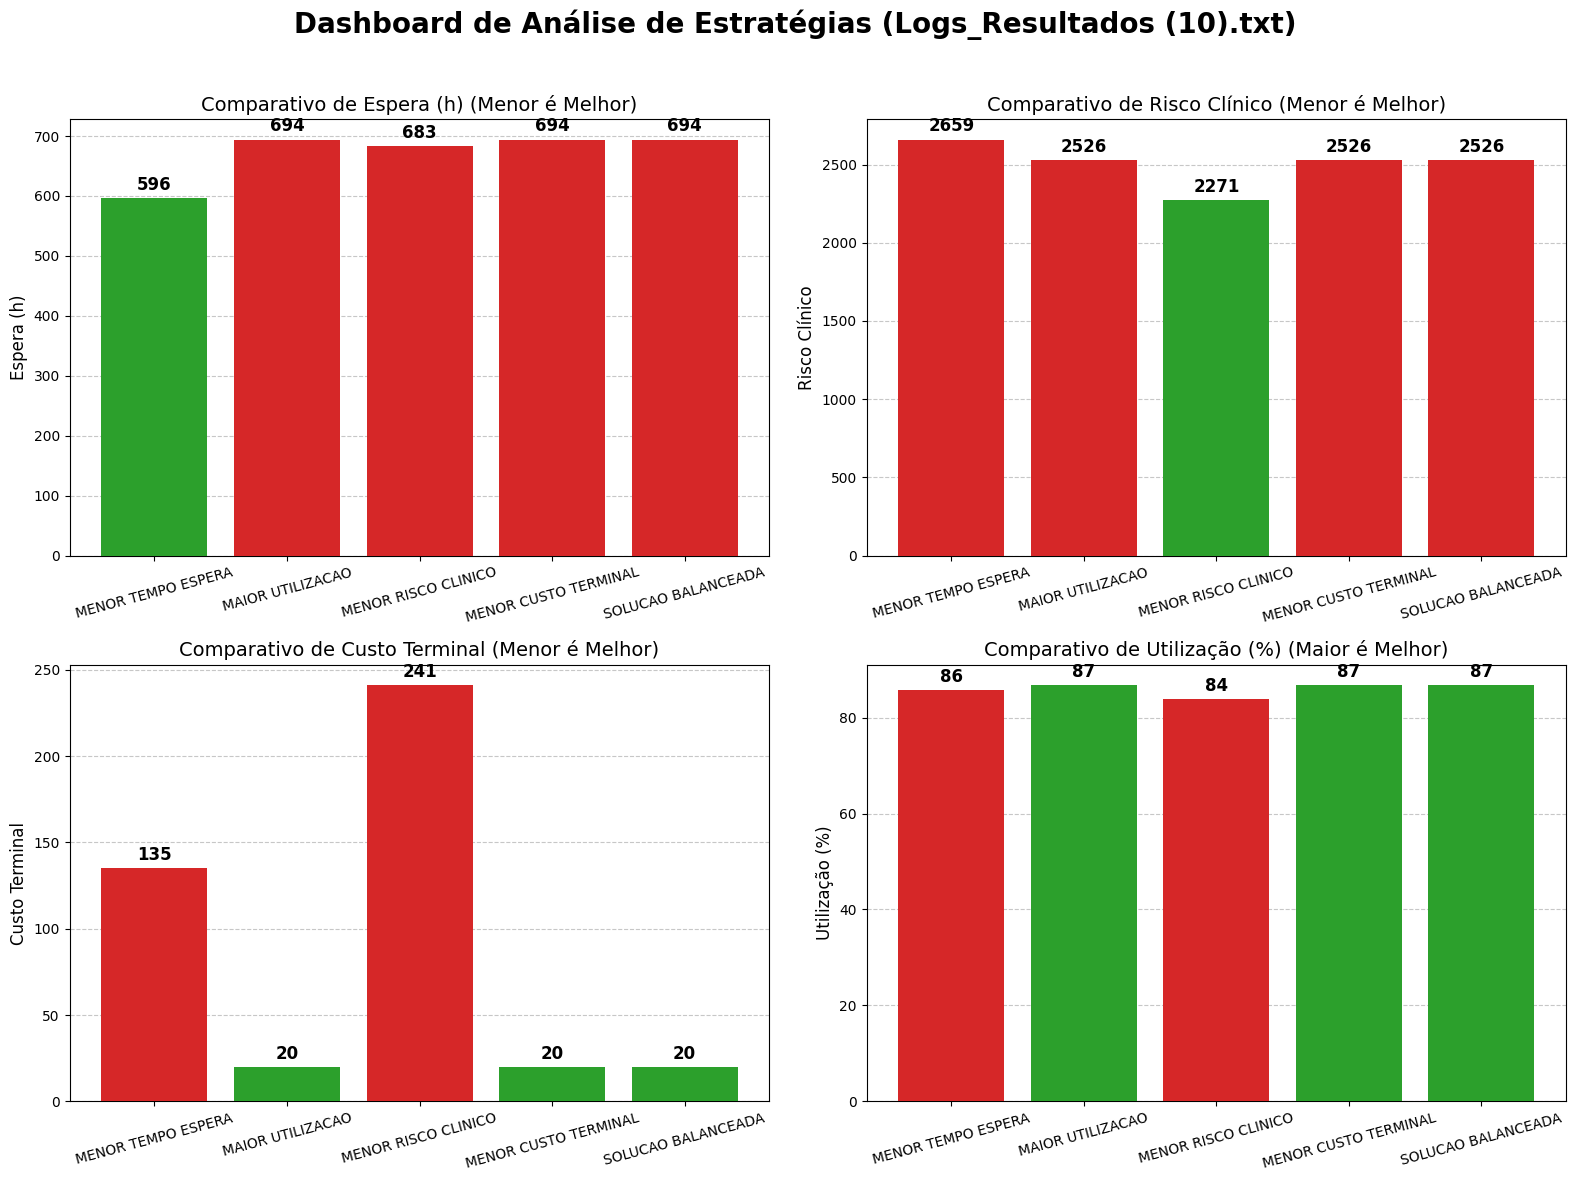 Dashboard de Análise de Estratégias (Logs_Resultados (10).txt)
Comparativo de Espera (h) (Menor é Melhor)
Espera (h)
700
600
500
400
300
200
100
0
596
694
683
694
694
MENOR TEMPO ESPERA
MAIOR UTILIZACAO
MENOR RISCO CLINICO
MENOR CUSTO TERMINAL
SOLUCAO BALANCEADA
Comparativo de Risco Clínico (Menor é Melhor)
Risco Clínico
2500
2000
1500
1000
500
0
2659
2526
2271
2526
2526
MENOR TEMPO ESPERA
MAIOR UTILIZACAO
MENOR RISCO CLINICO
MENOR CUSTO TERMINAL
SOLUCAO BALANCEADA
Comparativo de Custo Terminal (Menor é Melhor)
Custo Terminal
250
200
150
100
50
0
135
20
241
20
20
MENOR TEMPO ESPERA
MAIOR UTILIZACAO
MENOR RISCO CLINICO
MENOR CUSTO TERMINAL
SOLUCAO BALANCEADA
Comparativo de Utilização (%) (Maior é Melhor)
Utilização (%)
80
60
40
20
0
86
87
84
87
87
MENOR TEMPO ESPERA
MAIOR UTILIZACAO
MENOR RISCO CLINICO
MENOR CUSTO TERMINAL
SOLUCAO BALANCEADA